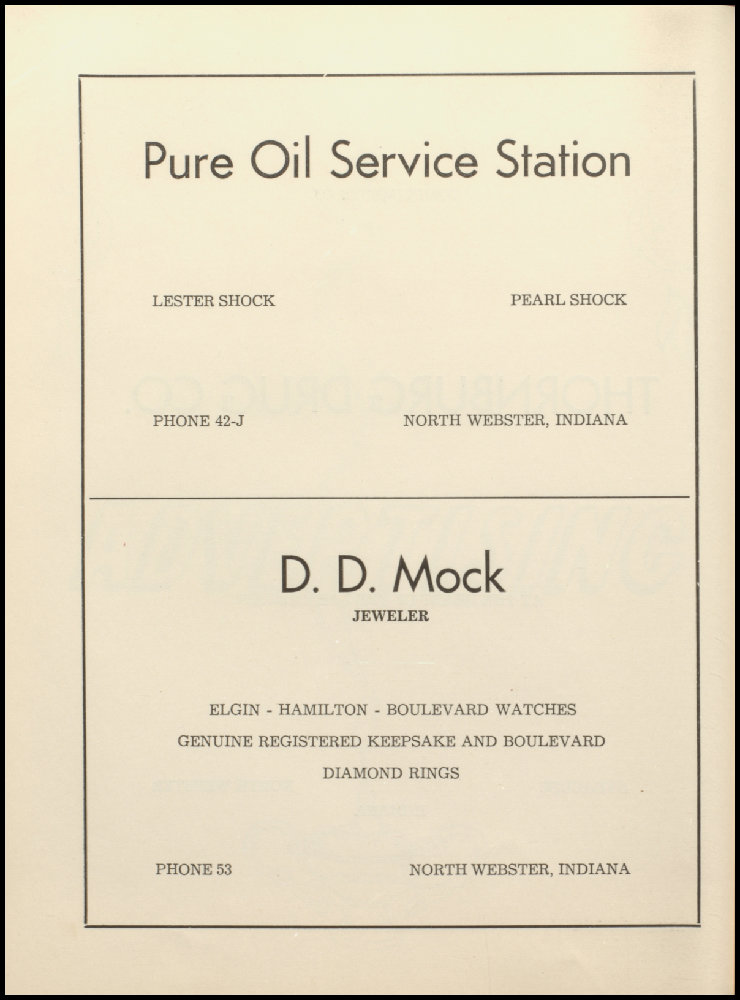 Pure Oil Service Station
LESTER SHOCK PEARL SHOCK
PHONE 42-J NORTH WEBSTER, INDIANA
D. D. Mock
JEWELER
ELGIN - HAMILTON - BOULEVARD WATCHES
GENUINE REGISTERED KEEPSAKE AND BOULEVARD
DIAMOND RINGS
PHONE 53 NORTH WEBSTER, INDIANA